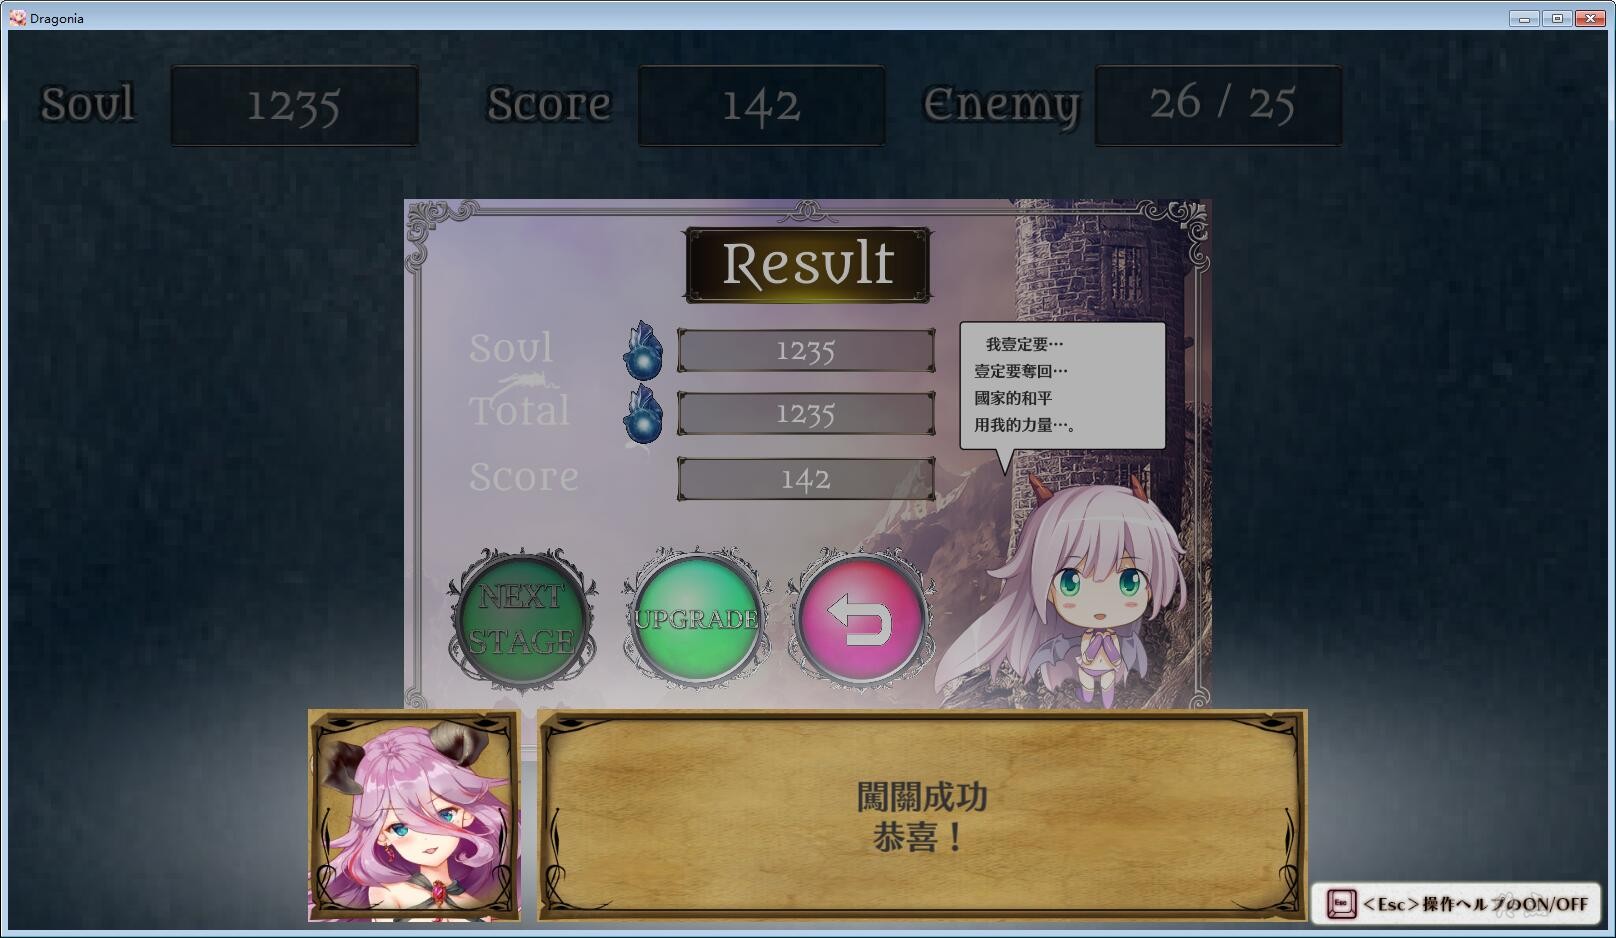 Dragonia
Soul 1235 Score 142 Enemy 26 / 25
Result
Soul 1235
Total 1235
Score 142
我壹定要…
壹定要奪回…
國家的和平
用我的力量…。
NEXT
STAGE
UPGRADE
闖關成功
恭喜！
Esc
<Esc>操作ヘルプのON/OFF